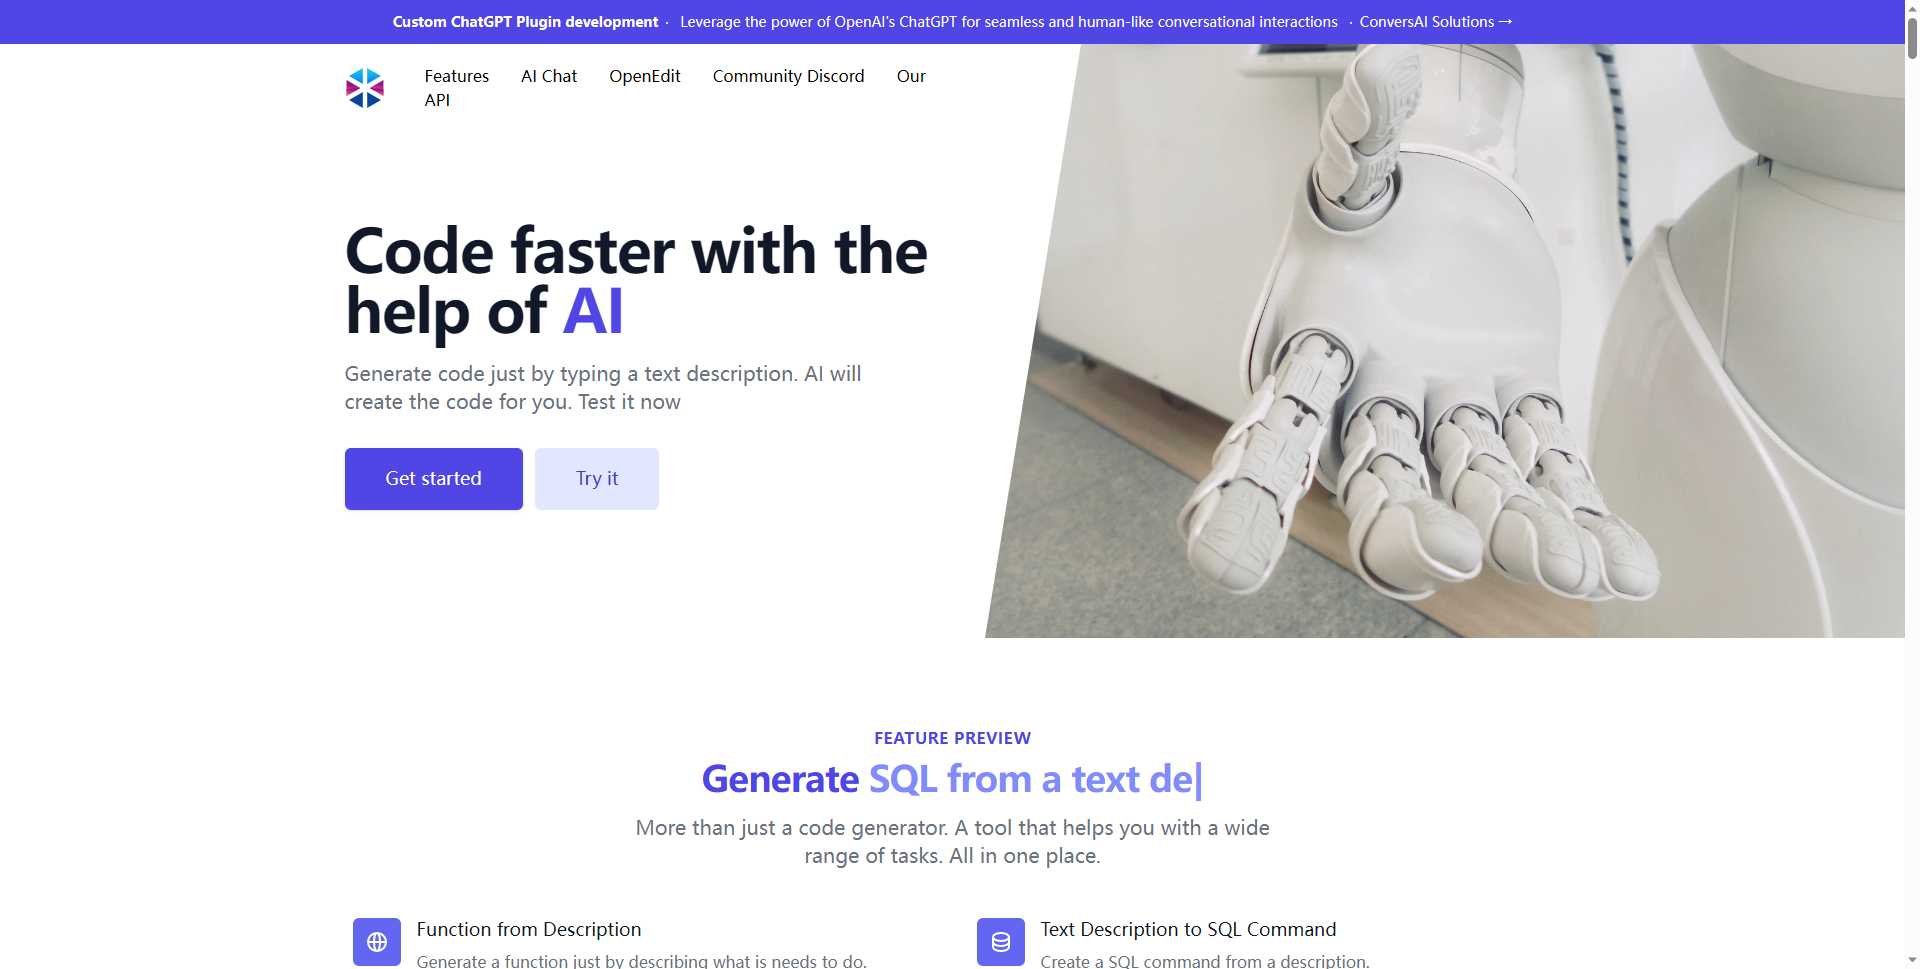 Custom ChatGPT Plugin development · Leverage the power of OpenAI's ChatGPT for seamless and human-like conversational interactions · ConversAI Solutions →
Features AI Chat OpenEdit Community Discord Our
API
Code faster with the
help of AI
Generate code just by typing a text description. AI will
create the code for you. Test it now
Get started Try it
FEATURE PREVIEW
Generate SQL from a text de|
More than just a code generator. A tool that helps you with a wide
range of tasks. All in one place.
Function from Description
Generate a function just by describing what is needs to do.
Text Description to SQL Command
Create a SQL command from a description.